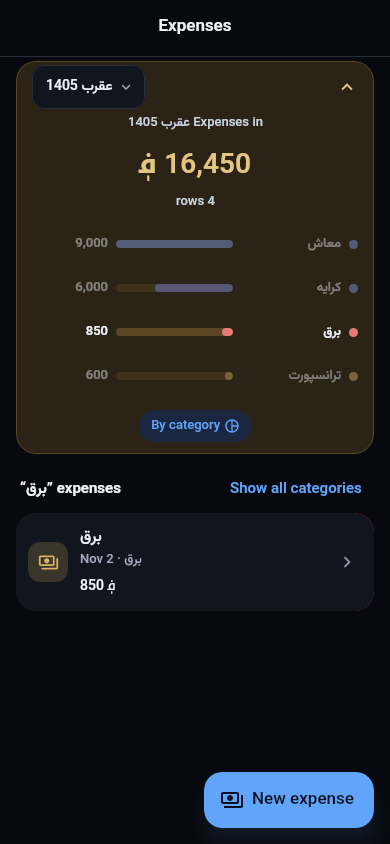 Expenses
عقرب 1405
Expenses in عقرب 1405
؋ 16,450
4 rows
معاش 9,000
کرایه 6,000
برق 850
ترانسپورت 600
By category
“برق” expenses
Show all categories
برق
Nov 2 · برق
850 ؋
New expense